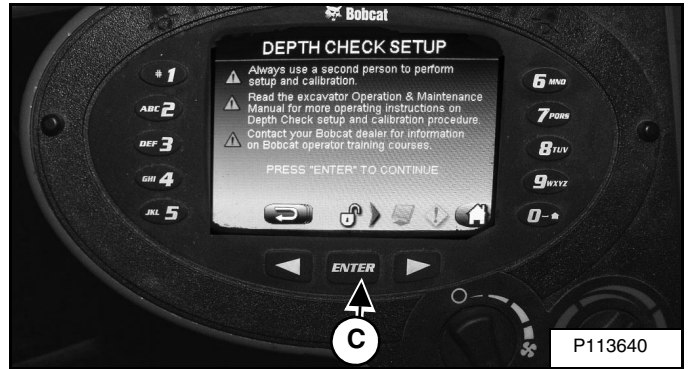 Bobcat
DEPTH CHECK SETUP
Always use a second person to perform
setup and calibration.
Read the excavator Operation & Maintenance
Manual for more operating instructions on
Depth Check setup and calibration procedure.
Contact your Bobcat dealer for information
on Bobcat operator training courses.
PRESS "ENTER" TO CONTINUE
# 1
ABC 2
DEF 3
GHI 4
JKL 5
6 MNO
7 PQRS
8 TUV
9 WXYZ
0-
ENTER
C
P113640